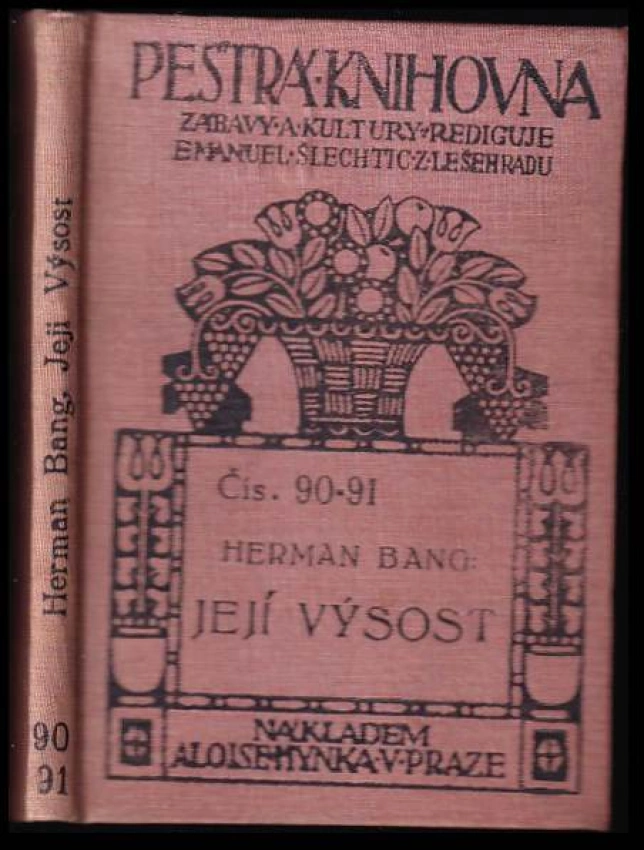 PESTRÁ·KNIHOVNA
ZÁBAVY·A·KULTURY·REDIGUJE
EMANUEL·ŠLECHTIC·Z·LEŠEHRADU
Čís. 90-91
HERMAN BANG:
JEJÍ VÝSOST
NÁKLADEM
ALOISE·HYNKA·V·PRAZE
Herman Bang, Její Výsost
90
91